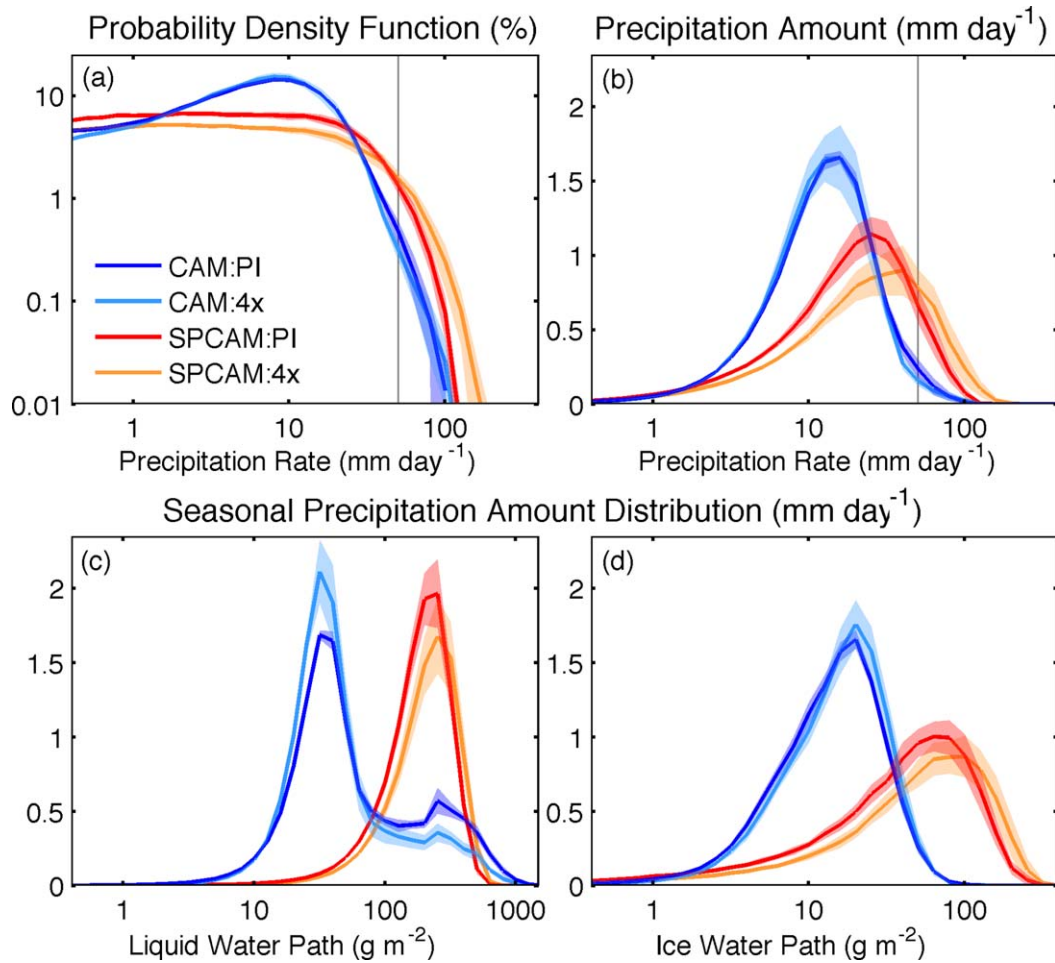 Probability Density Function (%)
Precipitation Amount (mm day⁻¹)
(a)
10
1
0.1
0.01
CAM:PI
CAM:4x
SPCAM:PI
SPCAM:4x
1 10 100
Precipitation Rate (mm day⁻¹)
(b)
2
1.5
1
0.5
0
1 10 100
Precipitation Rate (mm day⁻¹)
Seasonal Precipitation Amount Distribution (mm day⁻¹)
(c)
2
1.5
1
0.5
0
1 10 100 1000
Liquid Water Path (g m⁻²)
(d)
2
1.5
1
0.5
0
1 10 100
Ice Water Path (g m⁻²)